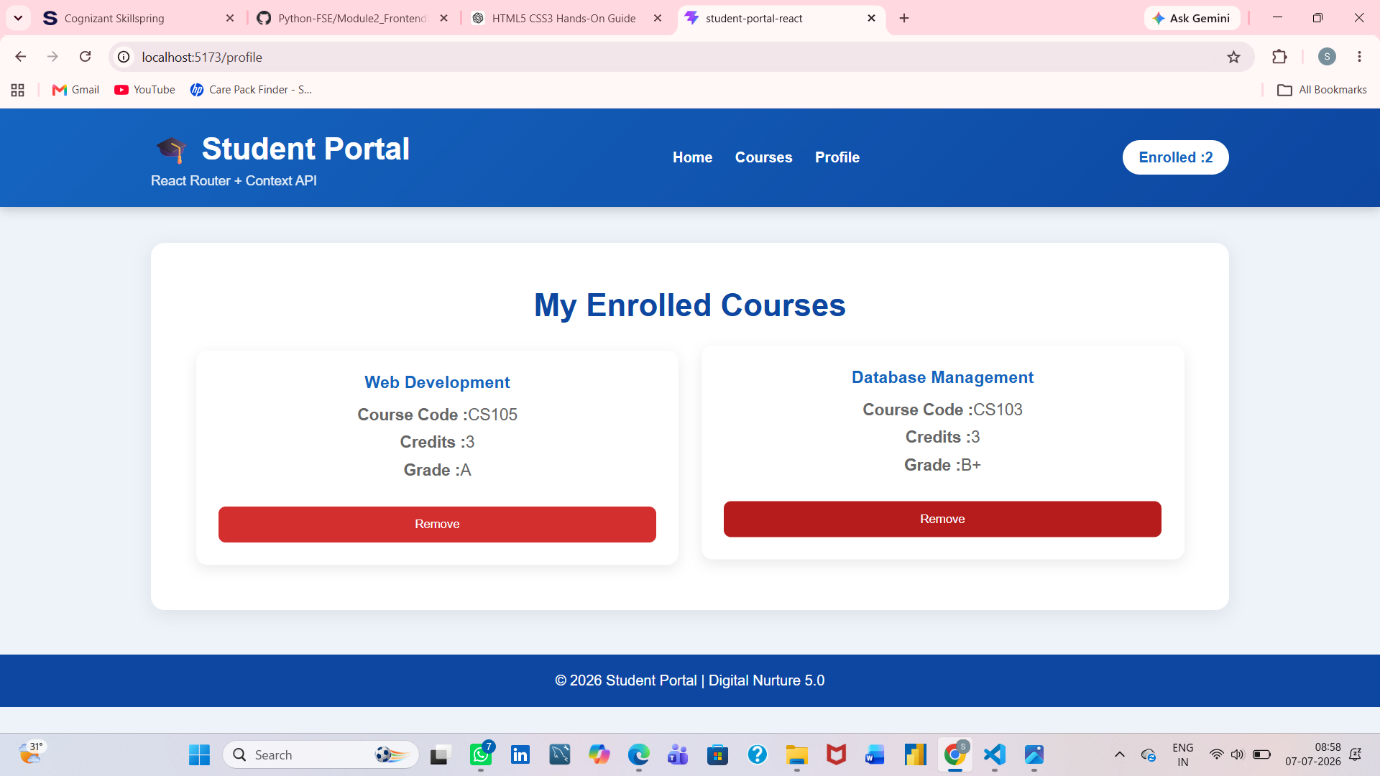 Cognizant Skillspring
Python-FSE/Module2_Frontend
HTML5 CSS3 Hands-On Guide
student-portal-react
Ask Gemini
localhost:5173/profile
S
Gmail
YouTube
Care Pack Finder - S...
All Bookmarks
Student Portal
React Router + Context API
Home
Courses
Profile
Enrolled :2
My Enrolled Courses
Web Development
Course Code :CS105
Credits :3
Grade :A
Remove
Database Management
Course Code :CS103
Credits :3
Grade :B+
Remove
© 2026 Student Portal | Digital Nurture 5.0
31°
Search
7
ENG
IN
08:58
07-07-2026